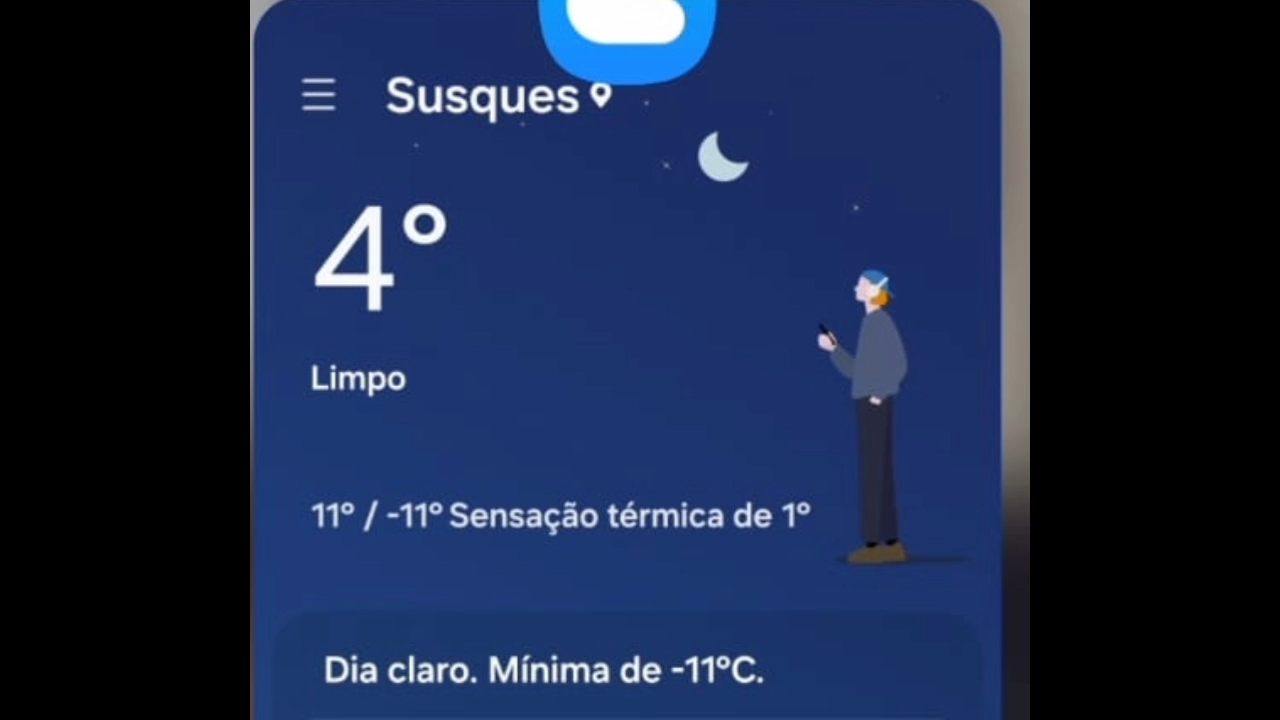 Susques
4°
Limpo
11° / -11° Sensação térmica de 1°
Dia claro. Mínima de -11°C.